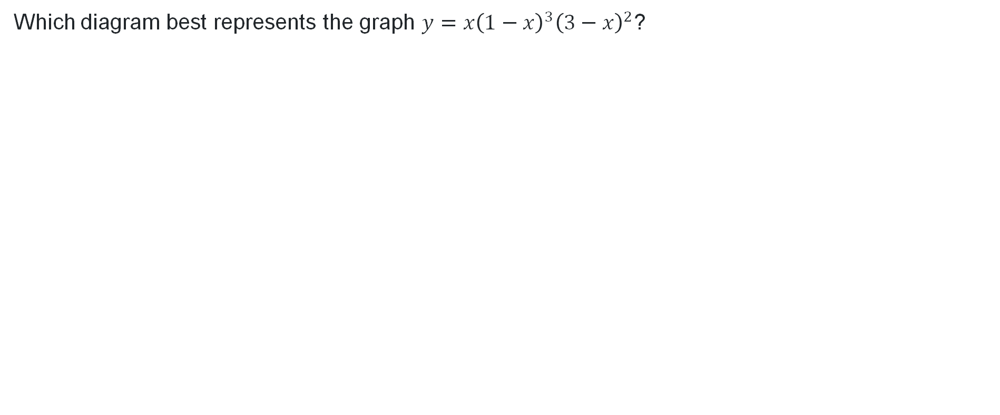 Which diagram best represents the graph y = x(1 − x)³(3 − x)²?